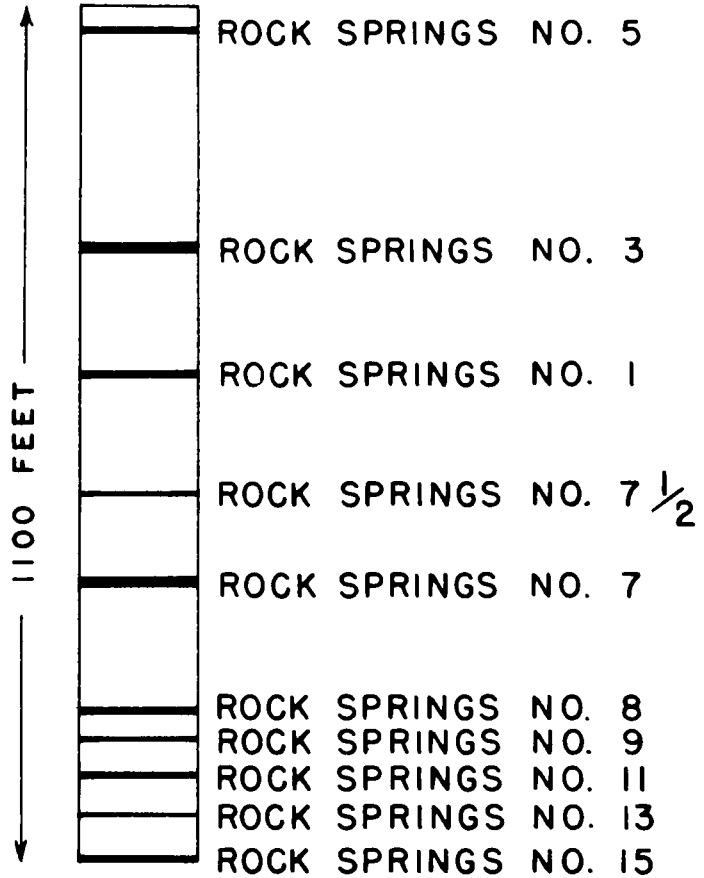 ROCK SPRINGS NO. 5
ROCK SPRINGS NO. 3
ROCK SPRINGS NO. 1
ROCK SPRINGS NO. 7 1/2
ROCK SPRINGS NO. 7
ROCK SPRINGS NO. 8
ROCK SPRINGS NO. 9
ROCK SPRINGS NO. 11
ROCK SPRINGS NO. 13
ROCK SPRINGS NO. 15
1100 FEET